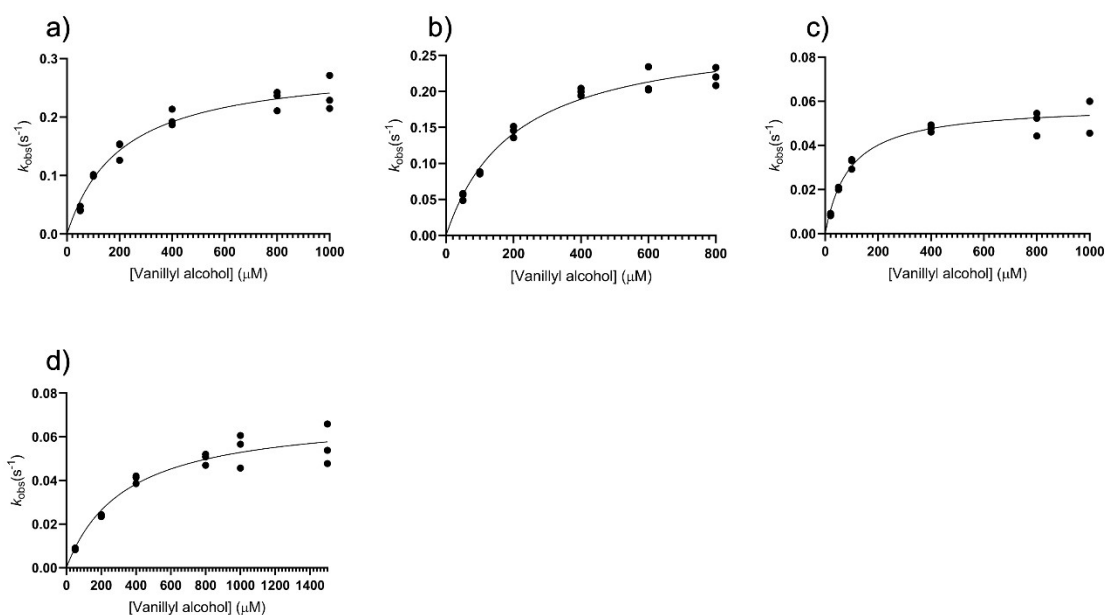 a)
b)
c)
0.3
0.2
0.1
0.0
kobs(s-1)
0 200 400 600 800 1000
[Vanillyl alcohol] (μM)
0.25
0.20
0.15
0.10
0.05
0.00
kobs(s-1)
0 200 400 600 800
[Vanillyl alcohol] (μM)
0.08
0.06
0.04
0.02
0.00
kobs(s-1)
0 200 400 600 800 1000
[Vanillyl alcohol] (μM)
d)
0.08
0.06
0.04
0.02
0.00
kobs(s-1)
0 200 400 600 800 1000 1200 1400
[Vanillyl alcohol] (μM)